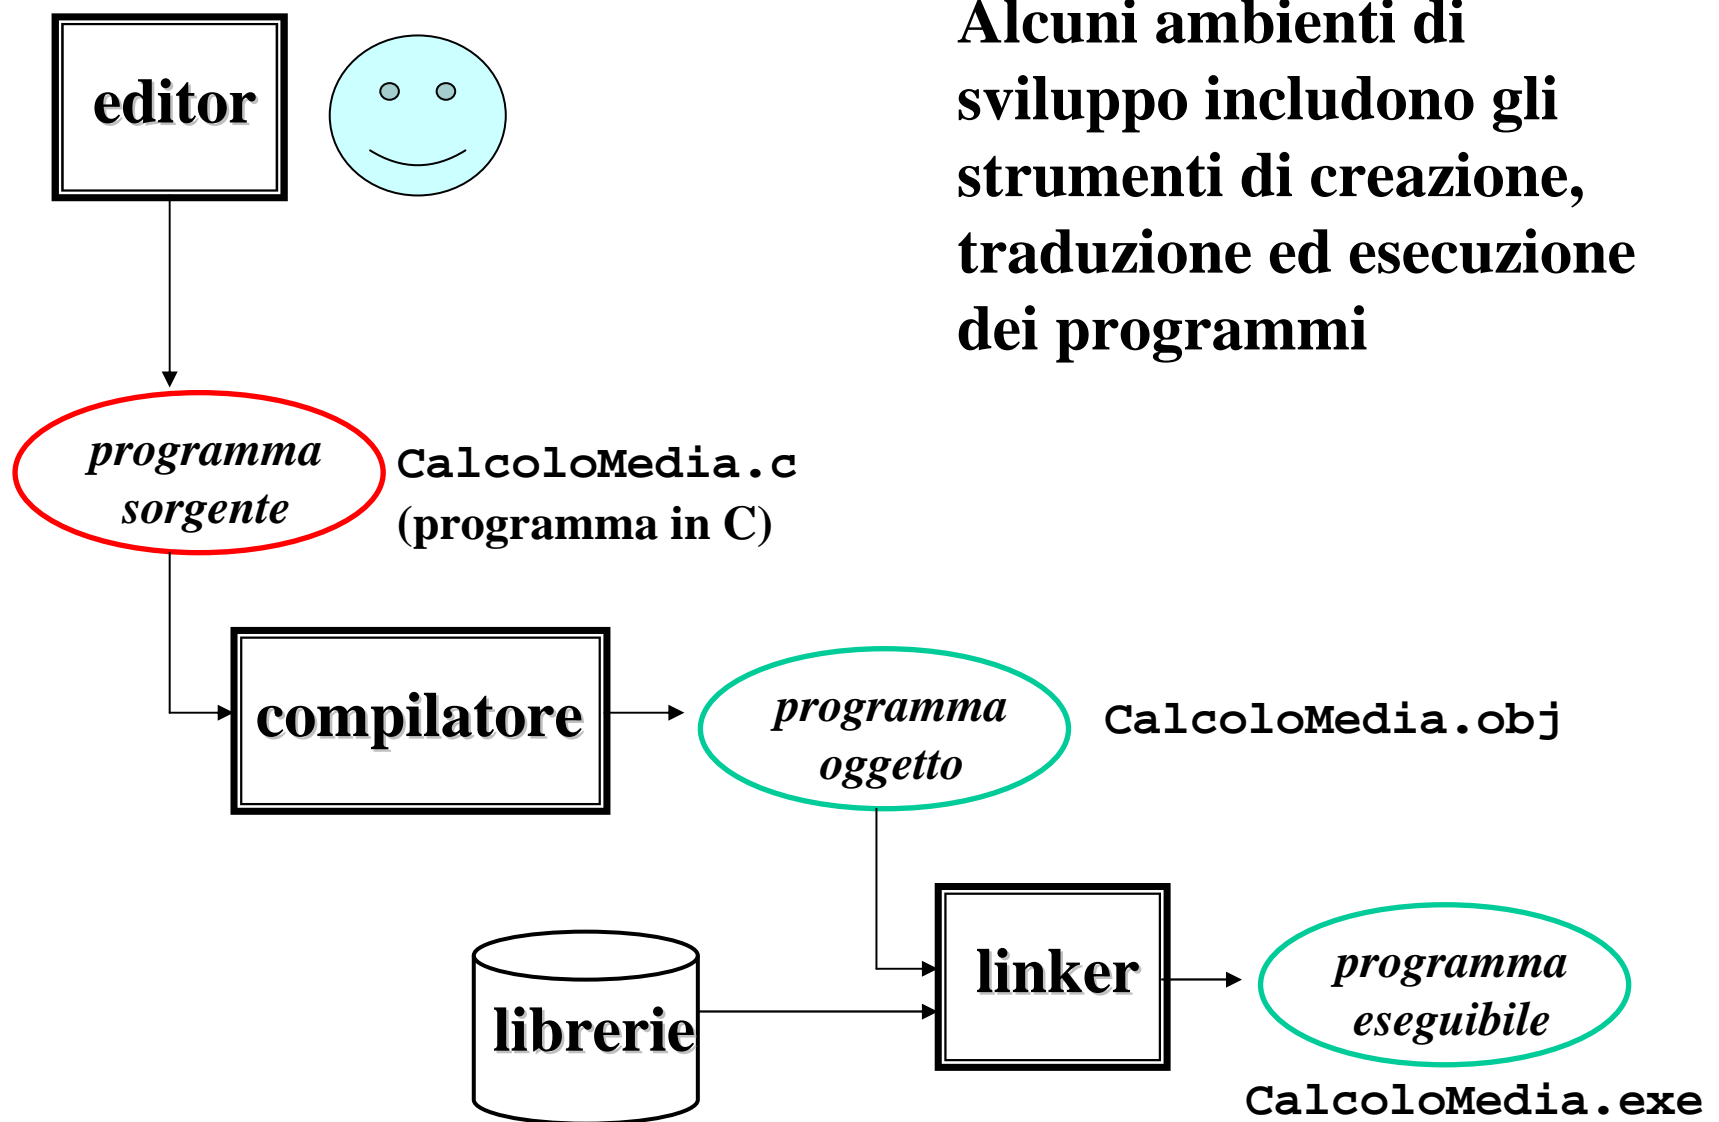 editor
Alcuni ambienti di
sviluppo includono gli
strumenti di creazione,
traduzione ed esecuzione
dei programmi
programma
sorgente
CalcoloMedia.c
(programma in C)
compilatore
programma
oggetto
CalcoloMedia.obj
librerie
linker
programma
eseguibile
CalcoloMedia.exe